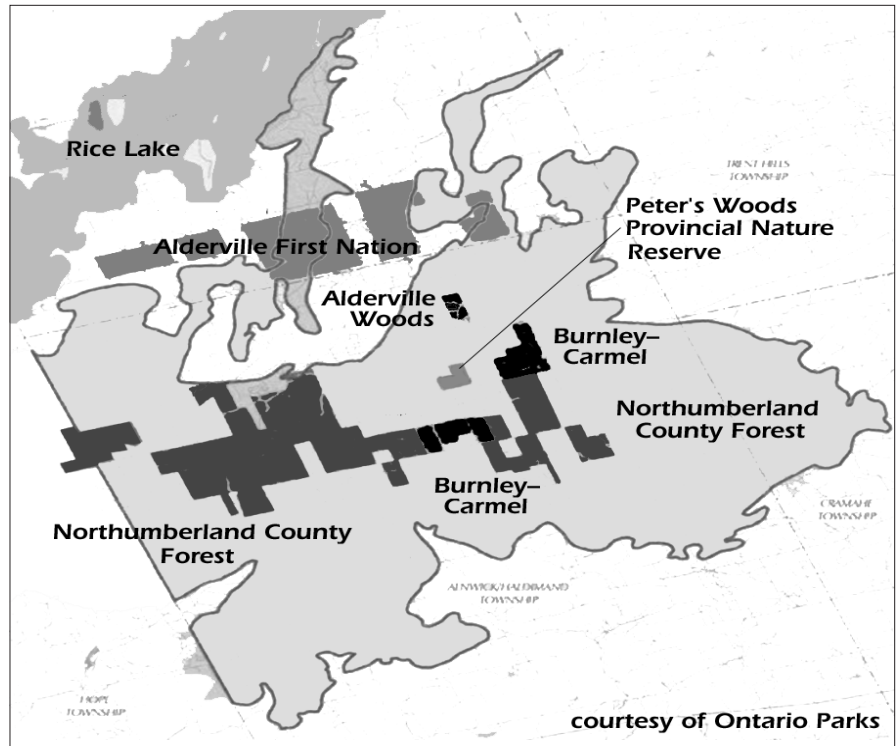 Rice Lake
TRENT HILLS
TOWNSHIP
Peter's Woods
Provincial Nature
Reserve
Alderville First Nation
Alderville
Woods
Burnley–
Carmel
Northumberland
County Forest
Burnley–
Carmel
CRAMAHE
TOWNSHIP
Northumberland County
Forest
ALNWICK/HALDIMAND
TOWNSHIP
HOPE
TOWNSHIP
courtesy of Ontario Parks